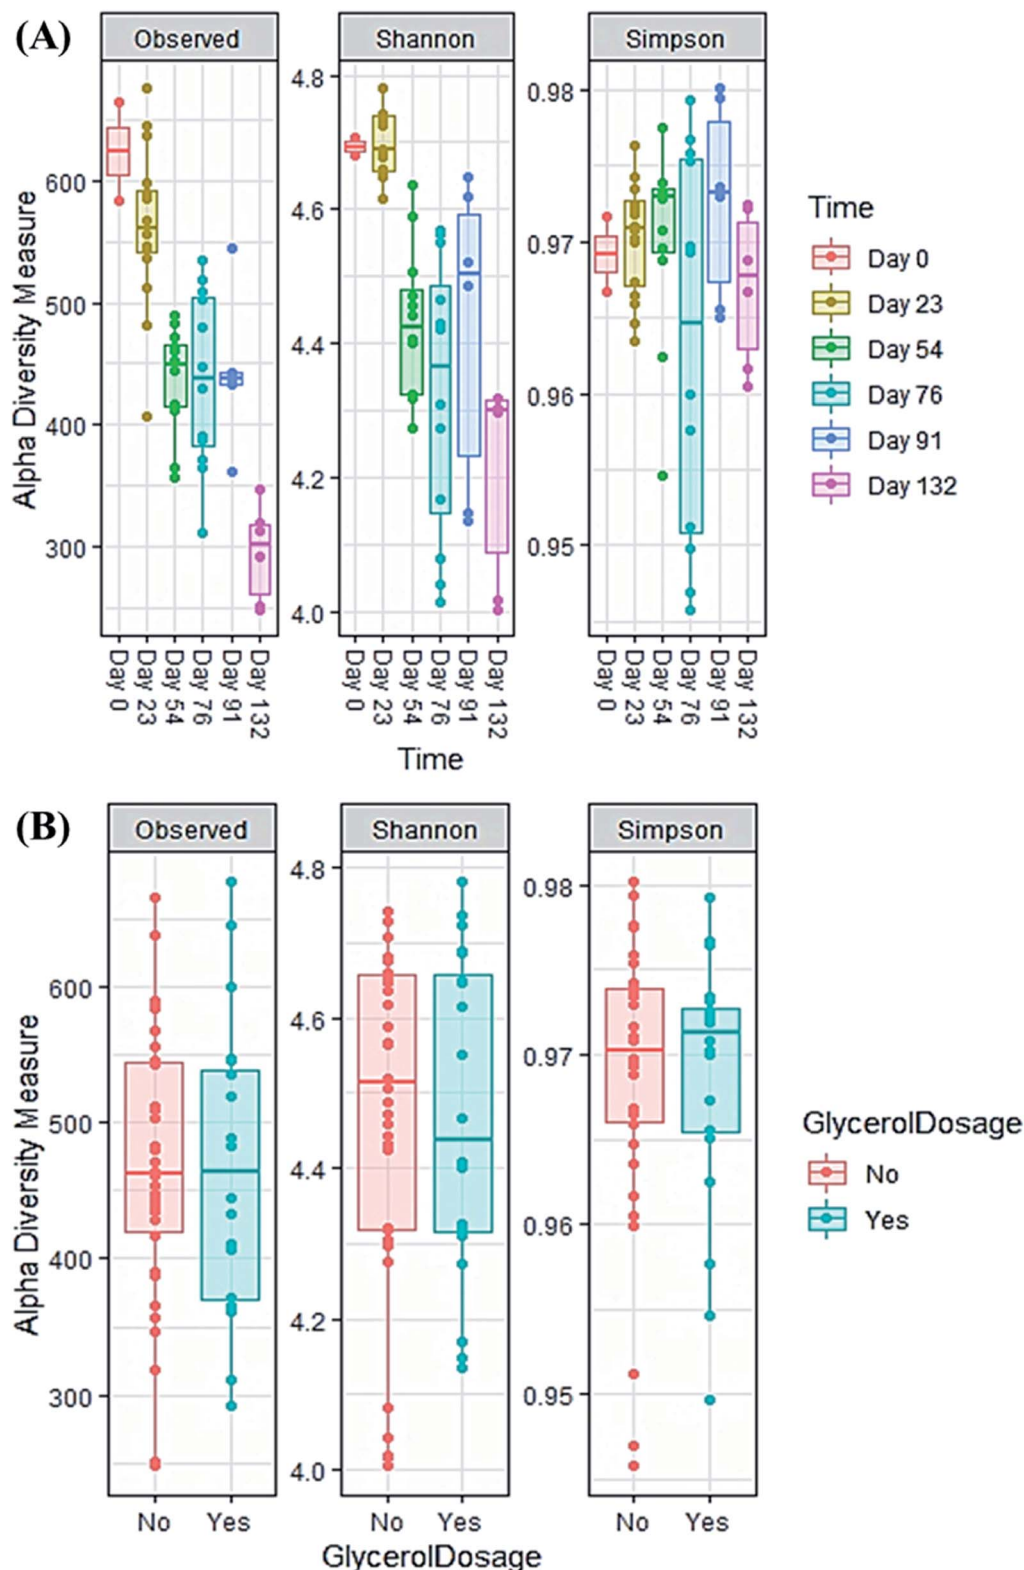 (A)
Observed
Shannon
Simpson
Alpha Diversity Measure
600
500
400
300
4.8
4.6
4.4
4.2
4.0
0.98
0.97
0.96
0.95
Day 0
Day 23
Day 54
Day 76
Day 91
Day 132
Day 0
Day 23
Day 54
Day 76
Day 91
Day 132
Day 0
Day 23
Day 54
Day 76
Day 91
Day 132
Time
Time
Day 0
Day 23
Day 54
Day 76
Day 91
Day 132
(B)
Observed
Shannon
Simpson
Alpha Diversity Measure
600
500
400
300
4.8
4.6
4.4
4.2
4.0
0.98
0.97
0.96
0.95
No Yes
No Yes
No Yes
GlycerolDosage
GlycerolDosage
No
Yes